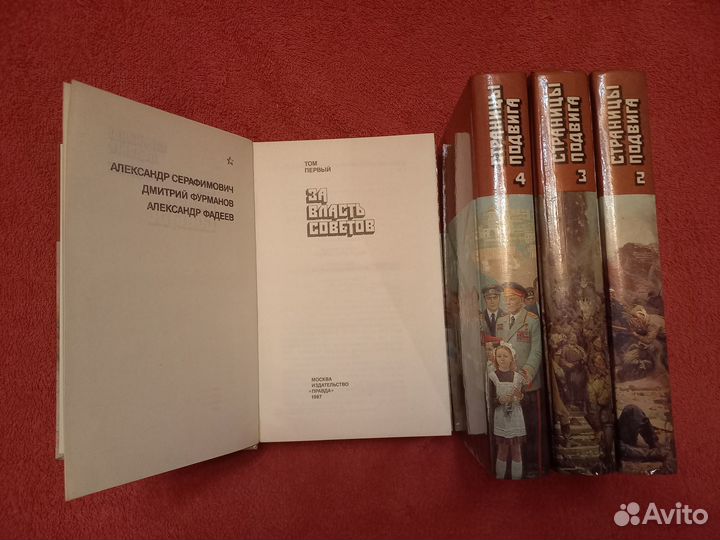 АЛЕКСАНДР СЕРАФИМОВИЧ
ДМИТРИЙ ФУРМАНОВ
АЛЕКСАНДР ФАДЕЕВ
ТОМ
ПЕРВЫЙ
ЗА
ВЛАСТЬ
СОВЕТОВ
МОСКВА
ИЗДАТЕЛЬСТВО
«ПРАВДА»
1987
СТРАНИЦЫ
ПОДВИГА
4
СТРАНИЦЫ
ПОДВИГА
3
СТРАНИЦЫ
ПОДВИГА
2
Avito